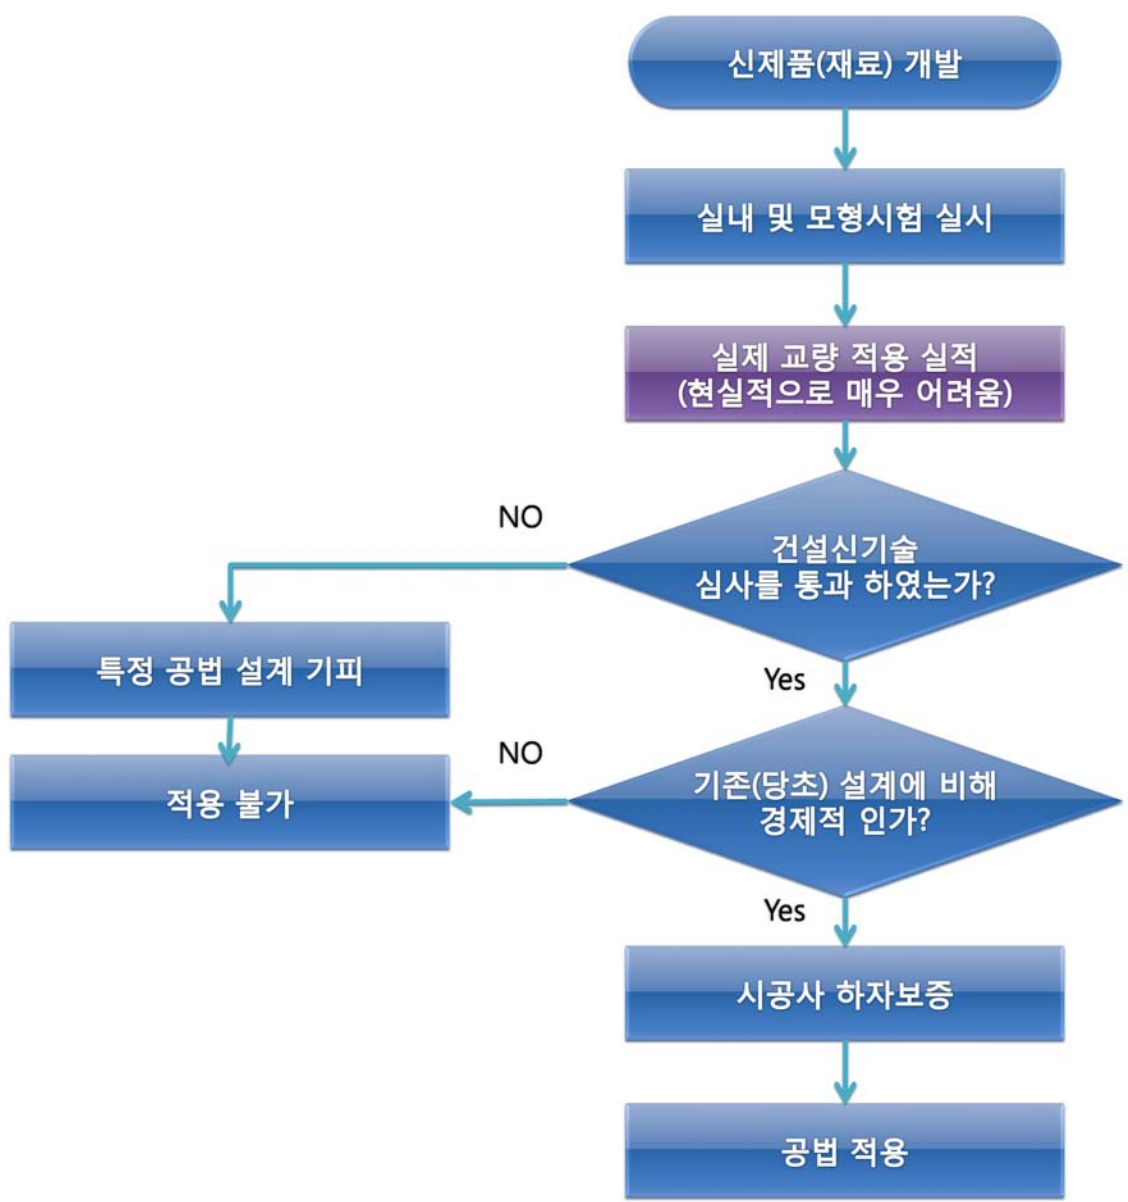 신제품(재료) 개발
실내 및 모형시험 실시
실제 교량 적용 실적
(현실적으로 매우 어려움)
NO
건설신기술
심사를 통과 하였는가?
특정 공법 설계 기피
Yes
NO
적용 불가
기존(당초) 설계에 비해
경제적 인가?
Yes
시공사 하자보증
공법 적용